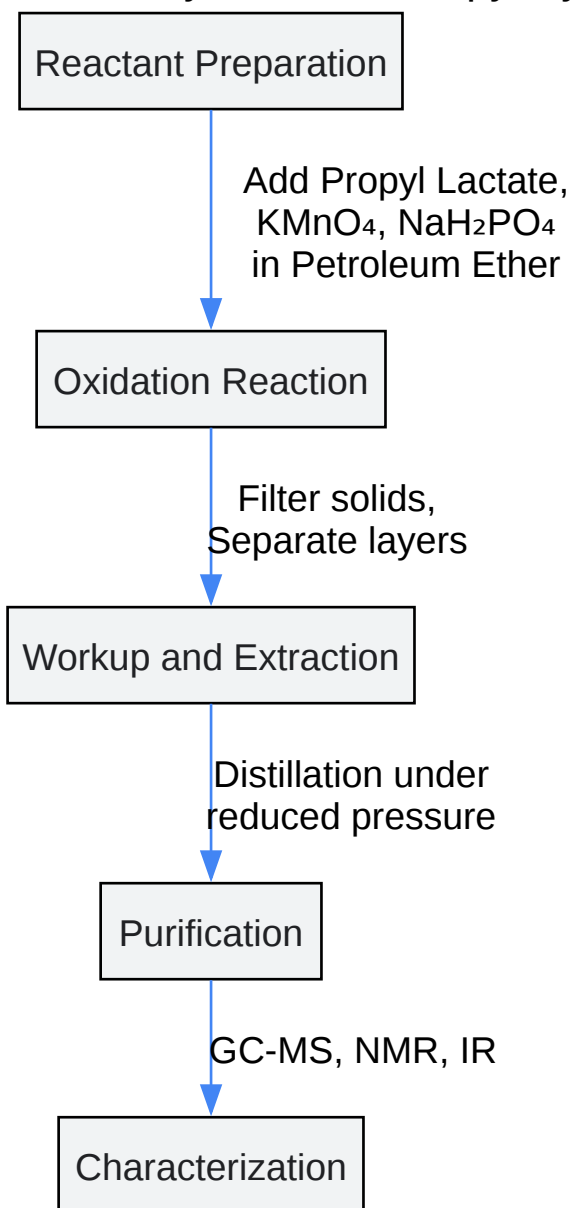 Reactant Preparation
Add Propyl Lactate,
KMnO₄, NaH₂PO₄
in Petroleum Ether
Oxidation Reaction
Filter solids,
Separate layers
Workup and Extraction
Distillation under
reduced pressure
Purification
GC-MS, NMR, IR
Characterization